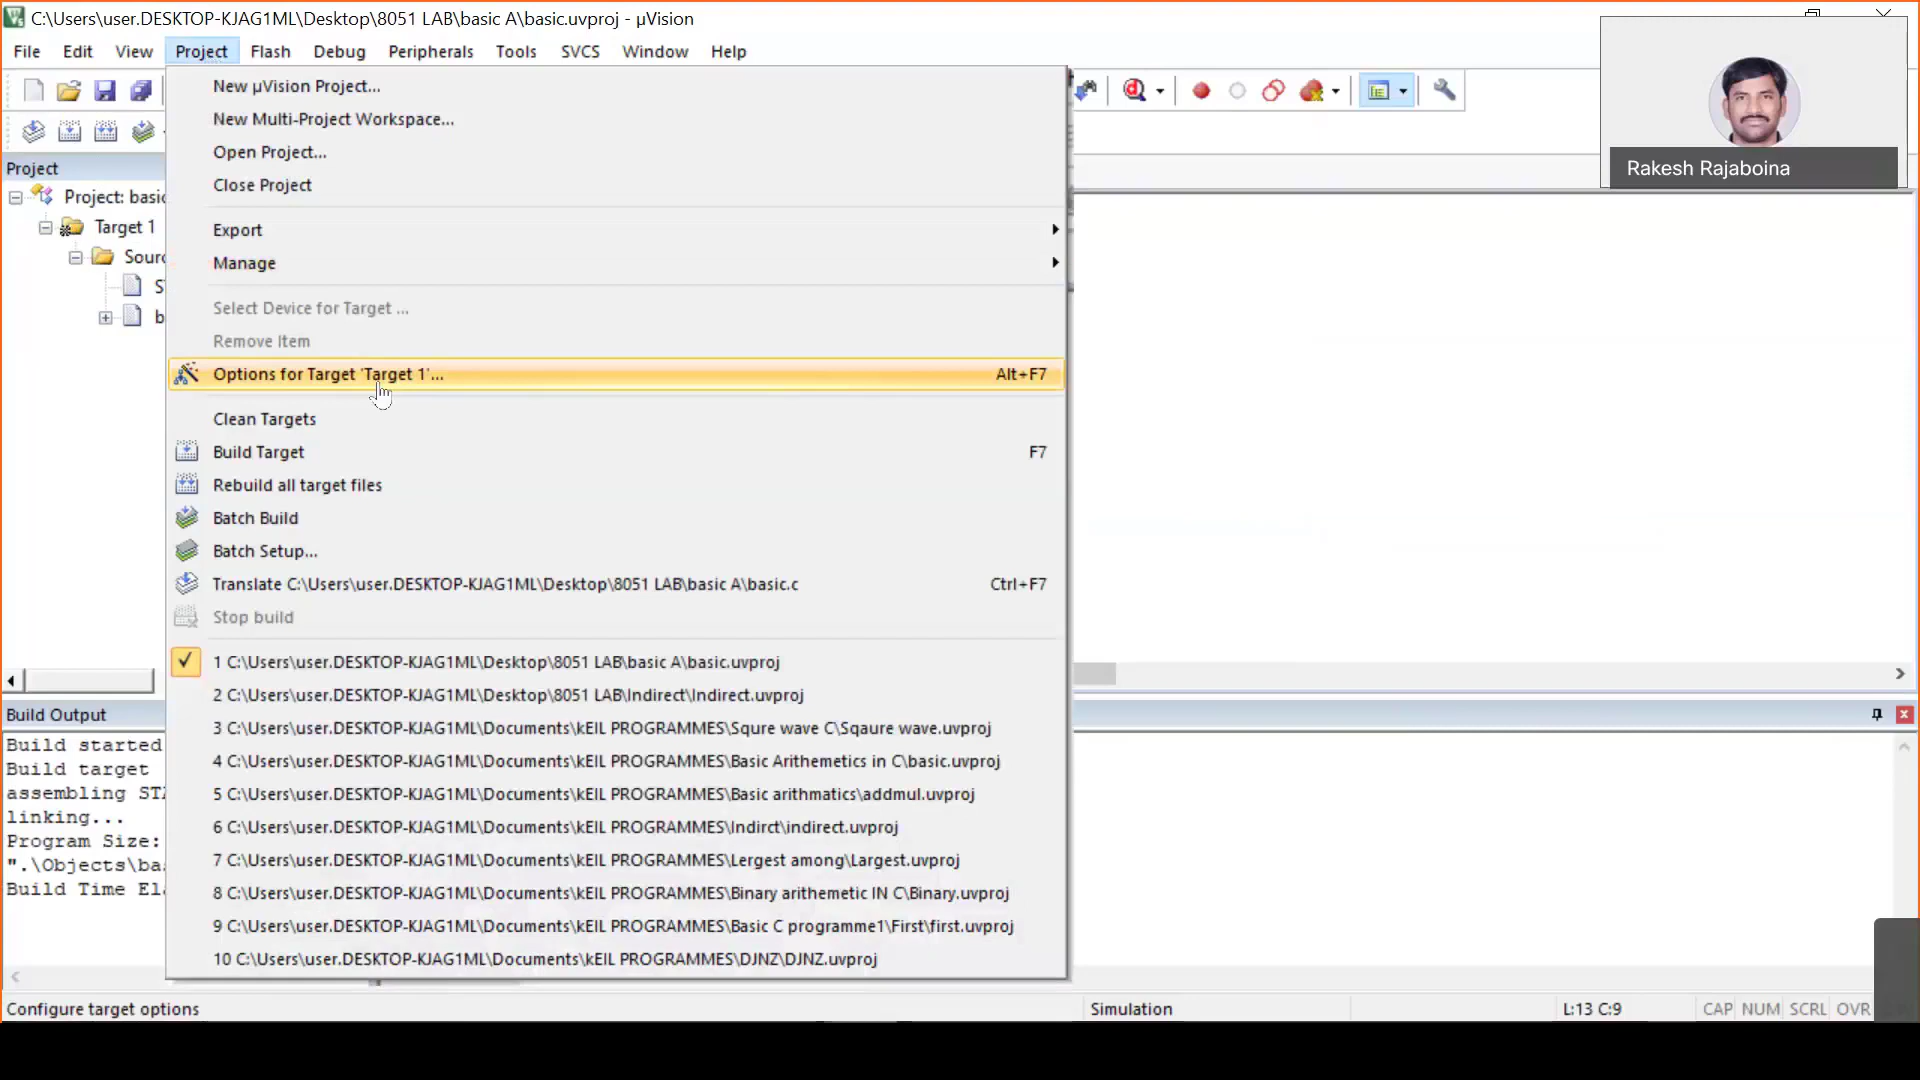 C:\Users\user.DESKTOP-KJAG1ML\Desktop\8051 LAB\basic A\basic.uvproj - µVision
File Edit View Project Flash Debug Peripherals Tools SVCS Window Help
New µVision Project...
New Multi-Project Workspace...
Open Project...
Close Project
Export
Manage
Select Device for Target ...
Remove Item
Options for Target 'Target 1'... Alt+F7
Clean Targets
Build Target F7
Rebuild all target files
Batch Build
Batch Setup...
Translate C:\Users\user.DESKTOP-KJAG1ML\Desktop\8051 LAB\basic A\basic.c Ctrl+F7
Stop build
1 C:\Users\user.DESKTOP-KJAG1ML\Desktop\8051 LAB\basic A\basic.uvproj
2 C:\Users\user.DESKTOP-KJAG1ML\Desktop\8051 LAB\Indirect\Indirect.uvproj
3 C:\Users\user.DESKTOP-KJAG1ML\Documents\kEIL PROGRAMMES\Squre wave C\Sqaure wave.uvproj
4 C:\Users\user.DESKTOP-KJAG1ML\Documents\kEIL PROGRAMMES\Basic Arithemetics in C\basic.uvproj
5 C:\Users\user.DESKTOP-KJAG1ML\Documents\kEIL PROGRAMMES\Basic arithmatics\addmul.uvproj
6 C:\Users\user.DESKTOP-KJAG1ML\Documents\kEIL PROGRAMMES\Indirct\indirect.uvproj
7 C:\Users\user.DESKTOP-KJAG1ML\Documents\kEIL PROGRAMMES\Lergest among\Largest.uvproj
8 C:\Users\user.DESKTOP-KJAG1ML\Documents\kEIL PROGRAMMES\Binary arithemetic IN C\Binary.uvproj
9 C:\Users\user.DESKTOP-KJAG1ML\Documents\kEIL PROGRAMMES\Basic C programme1\First\first.uvproj
10 C:\Users\user.DESKTOP-KJAG1ML\Documents\kEIL PROGRAMMES\DJNZ\DJNZ.uvproj
Project
Project: basic
Target 1
Sourc
S
b
Build Output
Build started
Build target
assembling STA
linking...
Program Size:
".\Objects\ba
Build Time Ela
Rakesh Rajaboina
Configure target options Simulation L:13 C:9 CAP NUM SCRL OVR